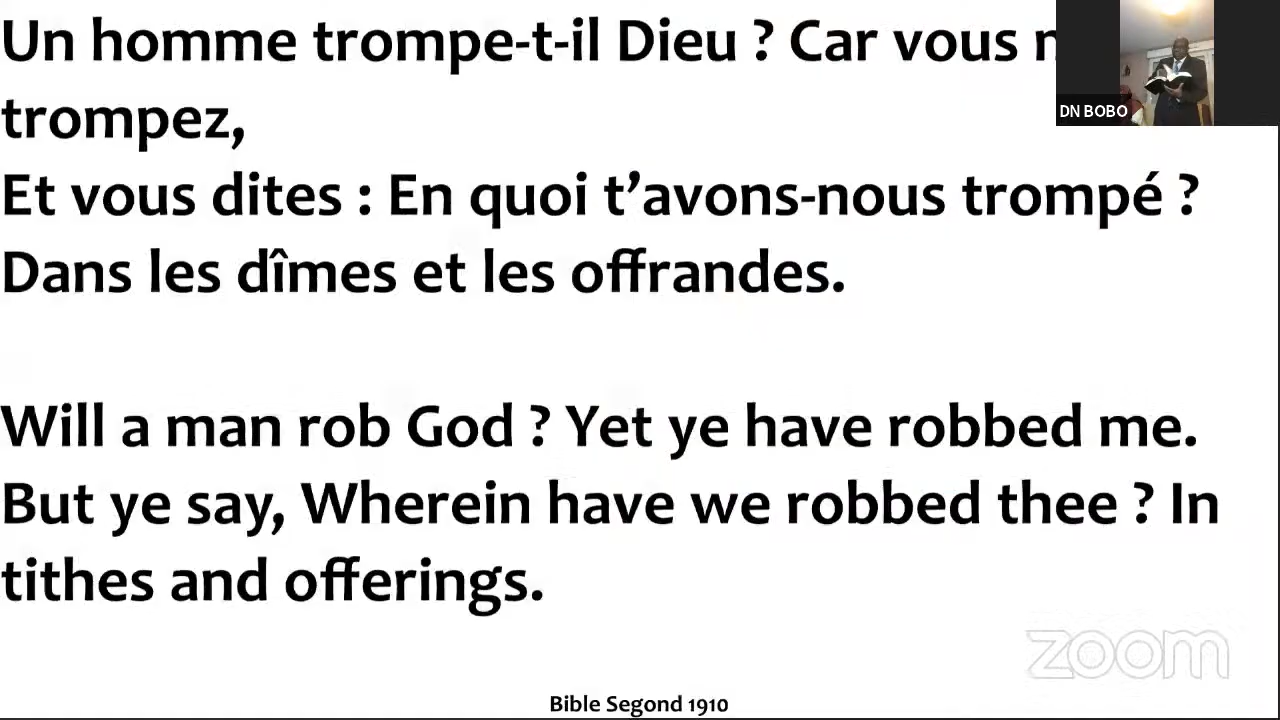 Un homme trompe-t-il Dieu ? Car vous
trompez,
Et vous dites : En quoi t’avons-nous trompé ?
Dans les dîmes et les offrandes.
Will a man rob God ? Yet ye have robbed me.
But ye say, Wherein have we robbed thee ? In
tithes and offerings.
DN BOBO
zoom
Bible Segond 1910